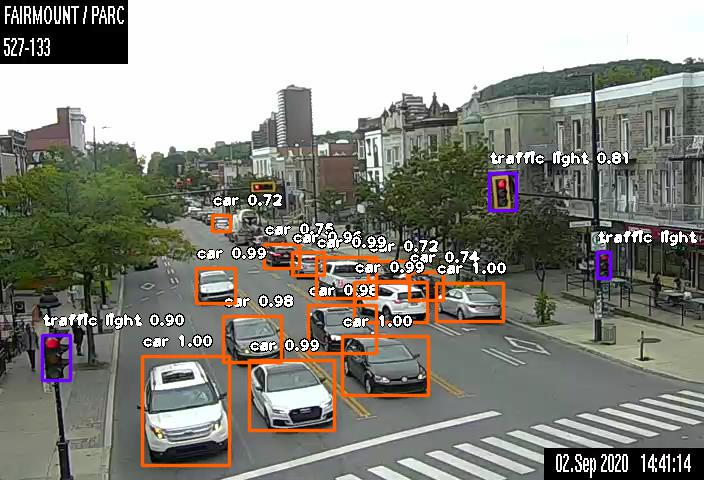 FAIRMOUNT / PARC
527-133
traffic light 0.81
car 0.72
car 0.99
car 0.72
car 0.74
car 0.99
car 1.00
traffic light
car 0.98
traffic light 0.90
car 1.00
car 0.99
car 1.00
02.Sep 2020 14:41:14